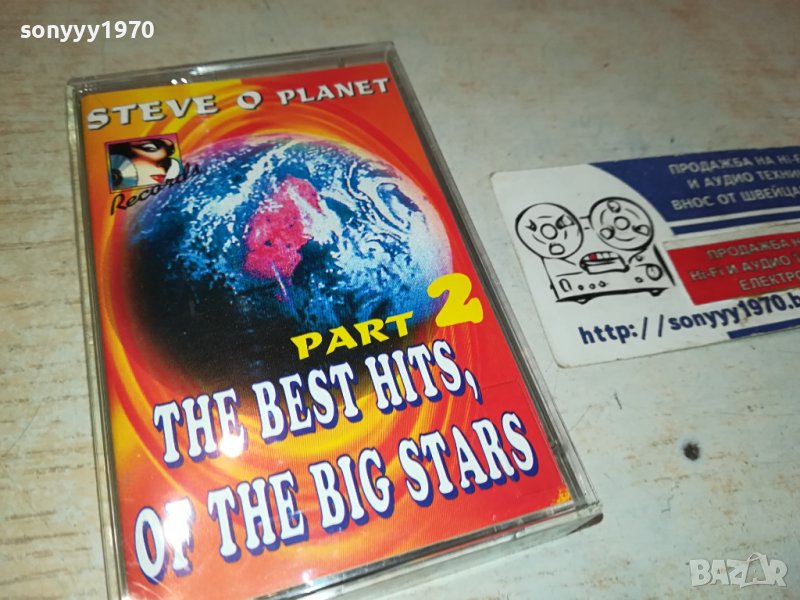 sonyyy1970
STEVE O PLANET
Records
PART 2
THE BEST HITS,
OF THE BIG STARS
ПРОДАЖБА НА Hi-F
И АУДИО ТЕХНИ
ВНОС ОТ ШВЕЙЦА
ПРОДАЖБА Н
Hi-Fi И АУДИО Т
ЕЛЕКТРО
http://sonyyy1970.b
BAZAR